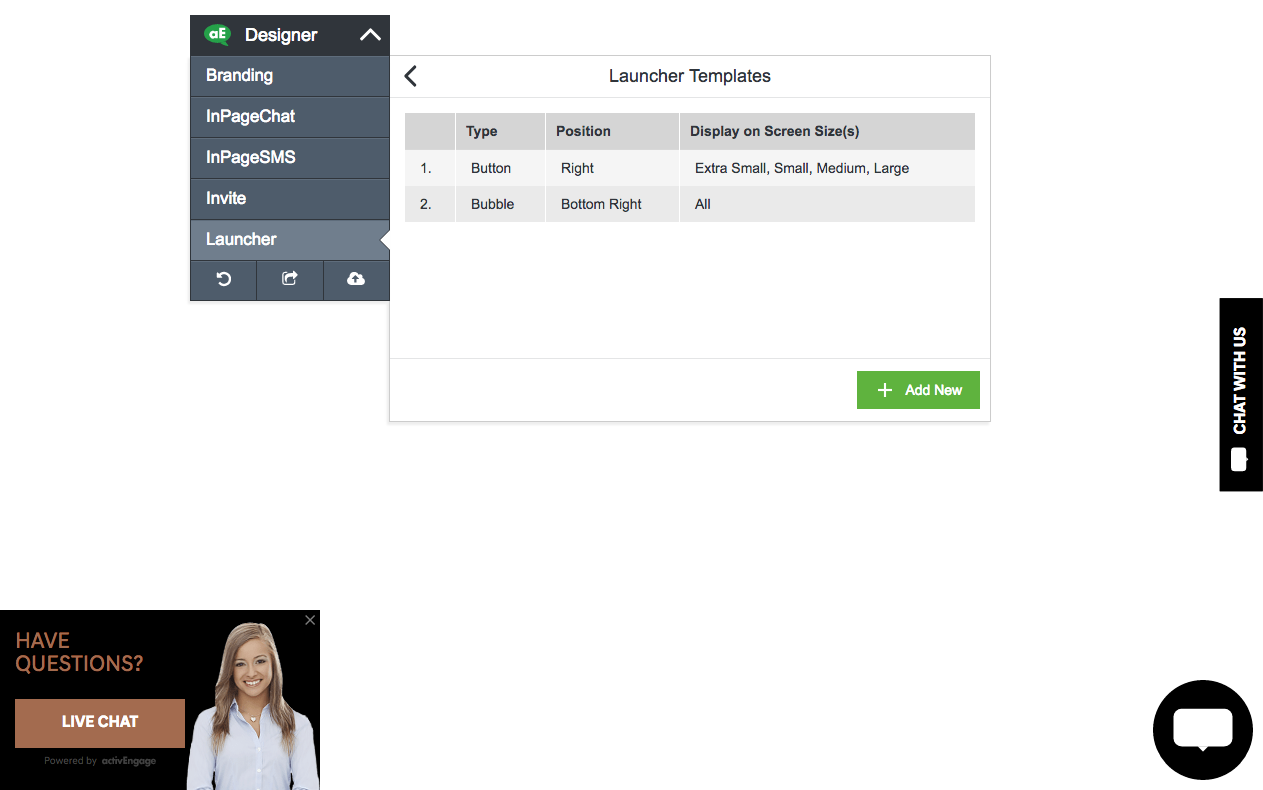 aE Designer
Branding
InPageChat
InPageSMS
Invite
Launcher
Launcher Templates
Type Position Display on Screen Size(s)
1. Button Right Extra Small, Small, Medium, Large
2. Bubble Bottom Right All
Add New
CHAT WITH US
HAVE
QUESTIONS?
LIVE CHAT
Powered by activEngage